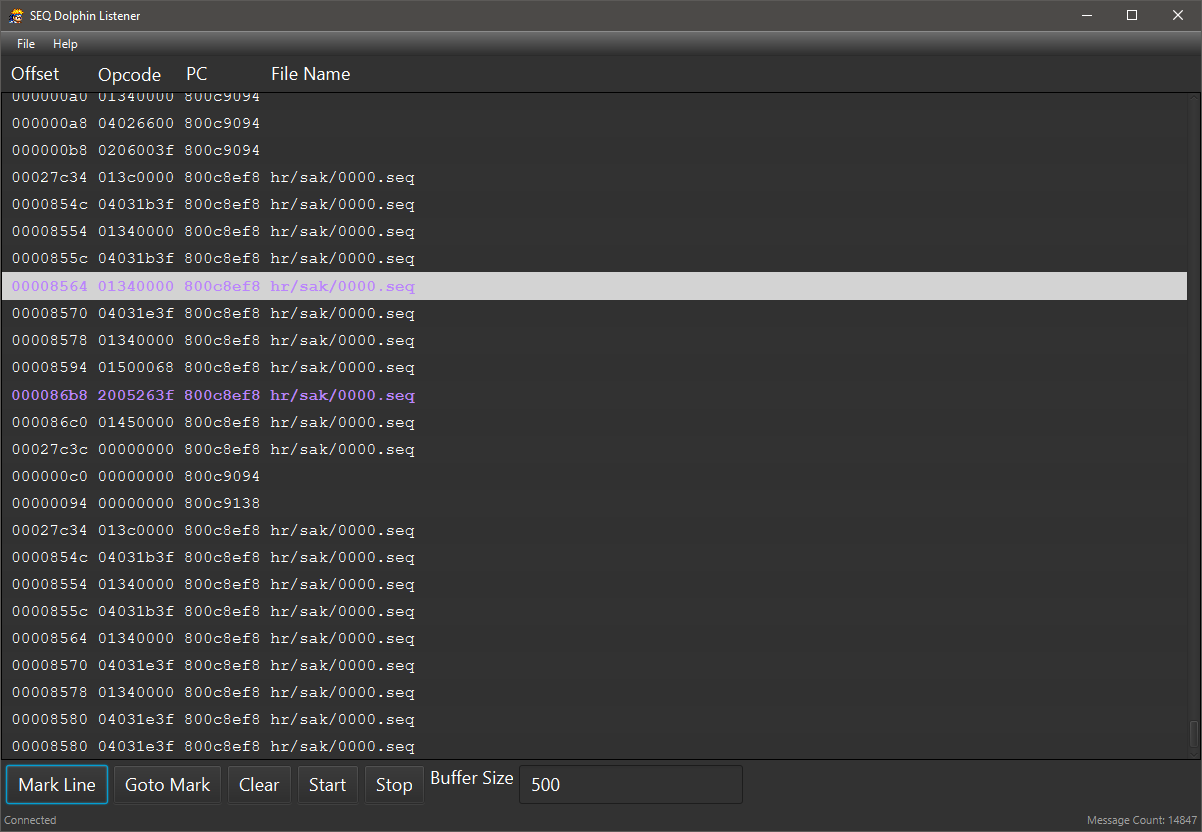 SEQ Dolphin Listener
File Help
Offset Opcode PC File Name
000000a0 01340000 800c9094
000000a8 04026600 800c9094
000000b8 0206003f 800c9094
00027c34 013c0000 800c8ef8 hr/sak/0000.seq
0000854c 04031b3f 800c8ef8 hr/sak/0000.seq
00008554 01340000 800c8ef8 hr/sak/0000.seq
0000855c 04031b3f 800c8ef8 hr/sak/0000.seq
00008564 01340000 800c8ef8 hr/sak/0000.seq
00008570 04031e3f 800c8ef8 hr/sak/0000.seq
00008578 01340000 800c8ef8 hr/sak/0000.seq
00008594 01500068 800c8ef8 hr/sak/0000.seq
000086b8 2005263f 800c8ef8 hr/sak/0000.seq
000086c0 01450000 800c8ef8 hr/sak/0000.seq
00027c3c 00000000 800c8ef8 hr/sak/0000.seq
000000c0 00000000 800c9094
00000094 00000000 800c9138
00027c34 013c0000 800c8ef8 hr/sak/0000.seq
0000854c 04031b3f 800c8ef8 hr/sak/0000.seq
00008554 01340000 800c8ef8 hr/sak/0000.seq
0000855c 04031b3f 800c8ef8 hr/sak/0000.seq
00008564 01340000 800c8ef8 hr/sak/0000.seq
00008570 04031e3f 800c8ef8 hr/sak/0000.seq
00008578 01340000 800c8ef8 hr/sak/0000.seq
00008580 04031e3f 800c8ef8 hr/sak/0000.seq
00008580 04031e3f 800c8ef8 hr/sak/0000.seq
Mark Line Goto Mark Clear Start Stop Buffer Size 500
Connected Message Count: 14847